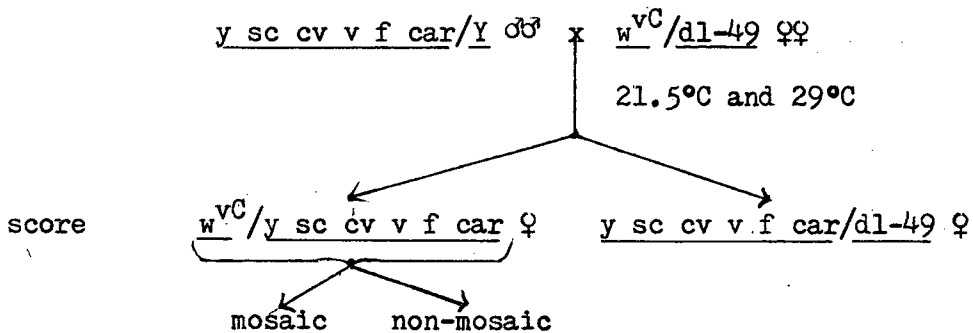 y sc cv v f car/Y ♂♂ x w^vC/dl-49 ♀♀
21.5°C and 29°C
score w^vC/y sc cv v f car ♀ y sc cv v f car/dl-49 ♀
mosaic non-mosaic